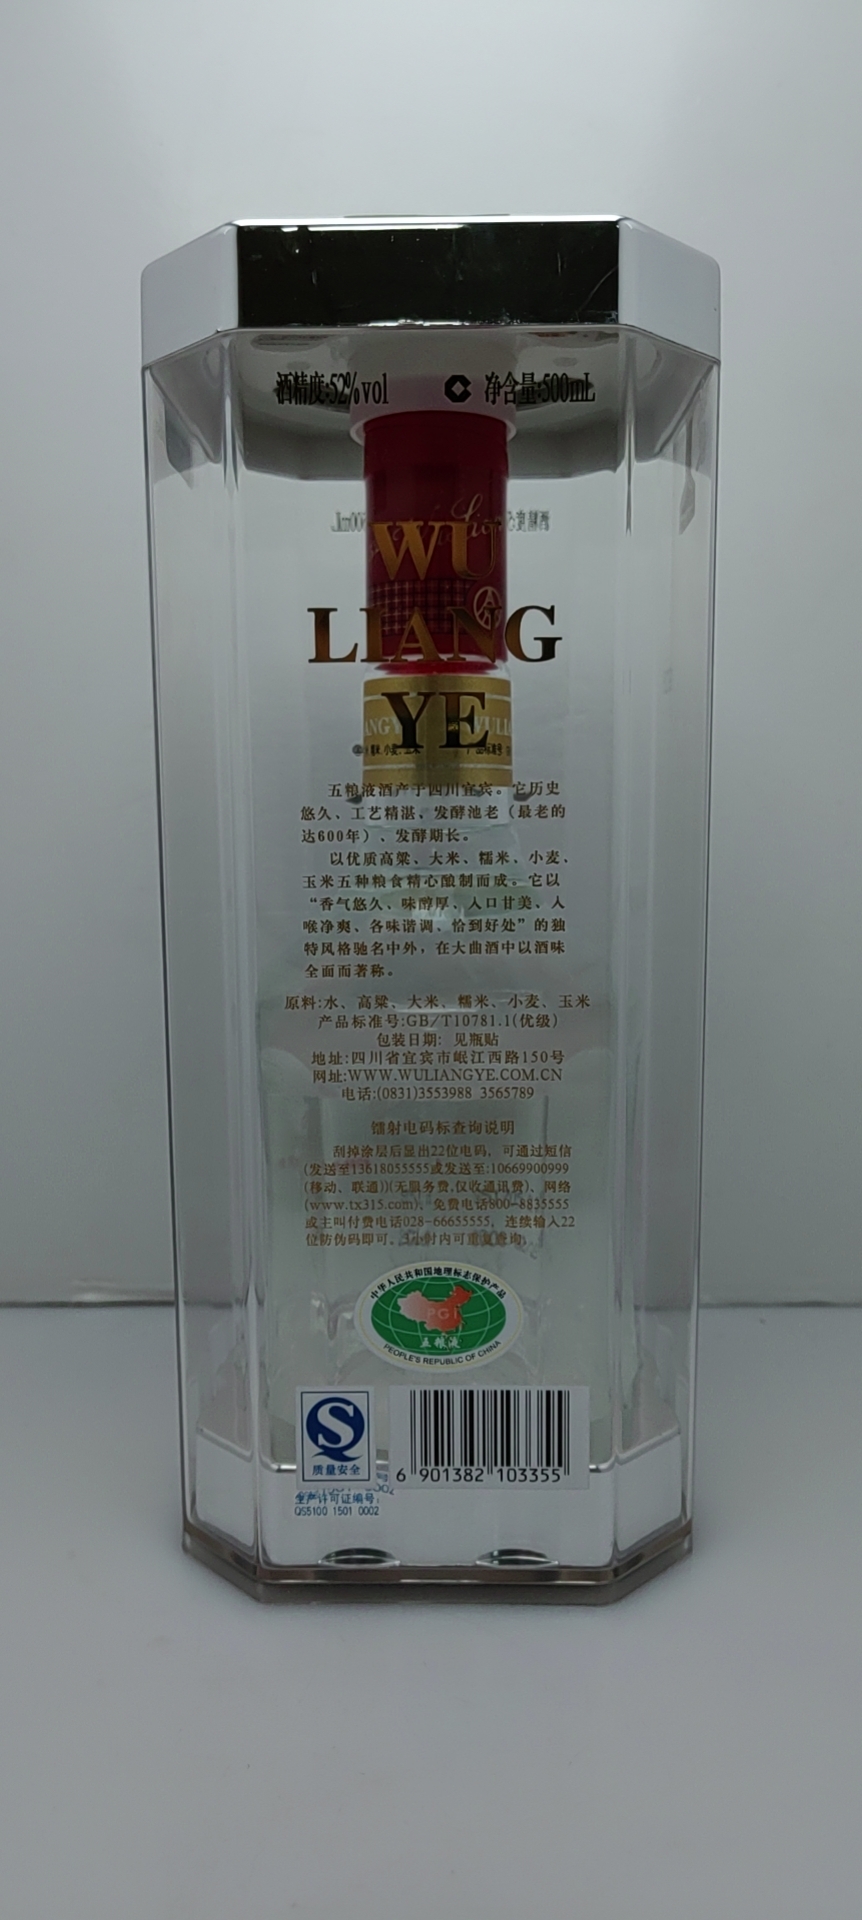 酒精度:52%vol 净含量:500mL
WU
LIANG
YE
五粮液酒产于四川宜宾。它历史
悠久、工艺精湛、发酵池老（最老的
达600年）、发酵期长。
以优质高粱、大米、糯米、小麦、
玉米五种粮食精心酿制而成。它以
“香气悠久、味醇厚、入口甘美、入
喉净爽、各味谐调、恰到好处”的独
特风格驰名中外，在大曲酒中以酒味
全面而著称。
原料:水、高粱、大米、糯米、小麦、玉米
产品标准号:GB/T10781.1(优级)
包装日期: 见瓶贴
地址:四川省宜宾市岷江西路150号
网址:WWW.WULIANGYE.COM.CN
电话:(0831)3553988 3565789
镭射电码标查询说明
刮掉涂层后显出22位电码，可通过短信
(发送至13618055555或发送至:10669900999
(移动、联通))(无服务费,仅收通讯费)、网络
(www.tx315.com)、免费电话800-8835555
或主叫付费电话028-66655555，连续输入22
位防伪码即可。3小时内可重复查询。
中华人民共和国地理标志保护产品
PGI
五粮液
PEOPLE'S REPUBLIC OF CHINA
质量安全
6 901382 103355
生产许可证编号:
QS5100 1501 0002